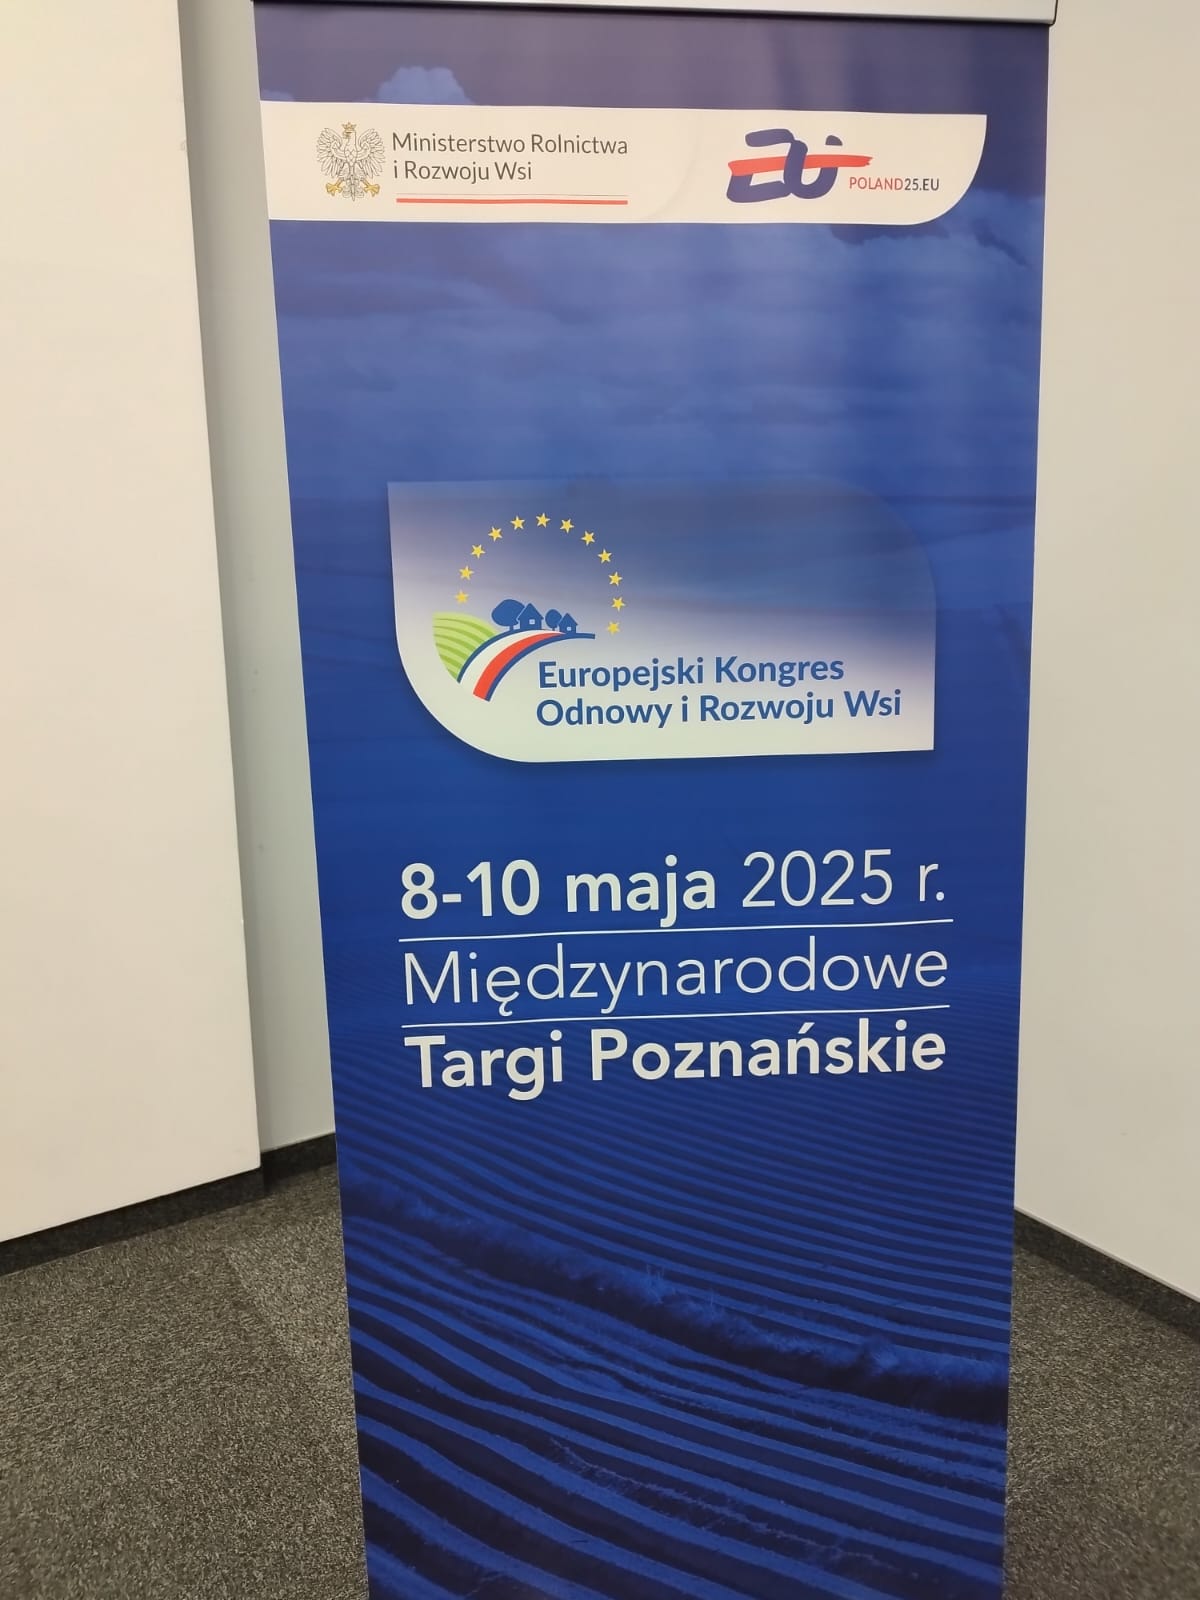 Ministerstwo Rolnictwa
i Rozwoju Wsi
POLAND25.EU
Europejski Kongres
Odnowy i Rozwoju Wsi
8-10 maja 2025 r.
Międzynarodowe
Targi Poznańskie